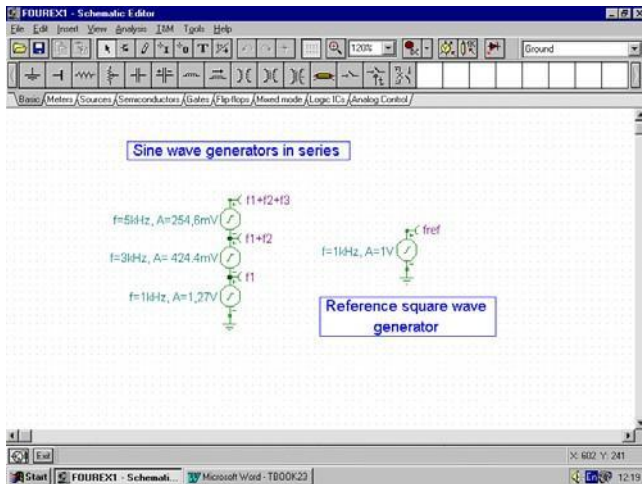 FOUREX1 - Schematic Editor
File Edit Insert View Analysis T&M Tools Help
120% Ground
Basic Meters Sources Semiconductors Gates Flip-flops Mixed mode Logic ICs Analog Control
Sine wave generators in series
f1+f2+f3
f=5kHz, A=254,6mV
f1+f2
f=3kHz, A= 424.4mV
f1
f=1kHz, A=1,27V
fref
f=1kHz, A=1V
Reference square wave
generator
Exit
X: 602 Y: 241
Start FOUREX1 - Schemati... Microsoft Word - TBOOK23 En 12:19